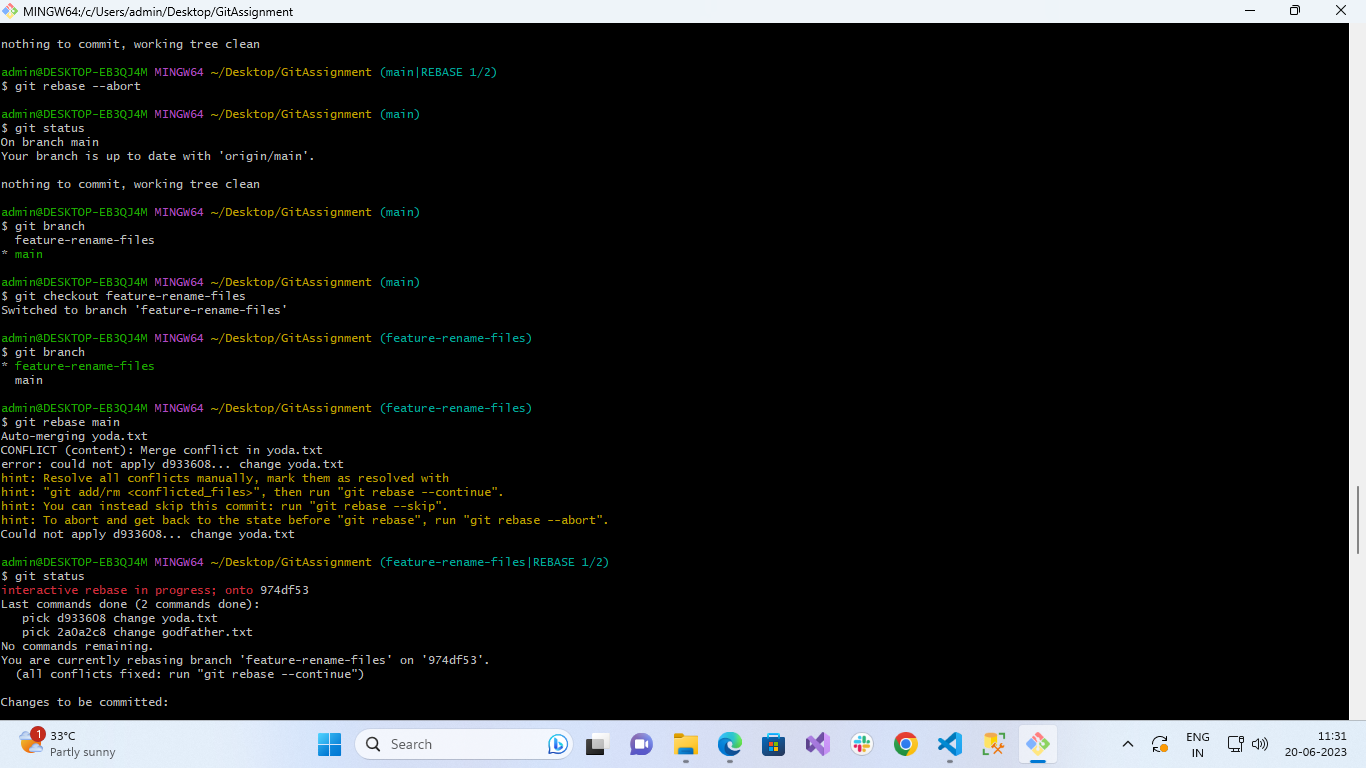 MINGW64:/c/Users/admin/Desktop/GitAssignment
nothing to commit, working tree clean
admin@DESKTOP-EB3QJ4M MINGW64 ~/Desktop/GitAssignment (main|REBASE 1/2)
$ git rebase --abort
admin@DESKTOP-EB3QJ4M MINGW64 ~/Desktop/GitAssignment (main)
$ git status
On branch main
Your branch is up to date with 'origin/main'.
nothing to commit, working tree clean
admin@DESKTOP-EB3QJ4M MINGW64 ~/Desktop/GitAssignment (main)
$ git branch
  feature-rename-files
* main
admin@DESKTOP-EB3QJ4M MINGW64 ~/Desktop/GitAssignment (main)
$ git checkout feature-rename-files
Switched to branch 'feature-rename-files'
admin@DESKTOP-EB3QJ4M MINGW64 ~/Desktop/GitAssignment (feature-rename-files)
$ git branch
* feature-rename-files
  main
admin@DESKTOP-EB3QJ4M MINGW64 ~/Desktop/GitAssignment (feature-rename-files)
$ git rebase main
Auto-merging yoda.txt
CONFLICT (content): Merge conflict in yoda.txt
error: could not apply d933608... change yoda.txt
hint: Resolve all conflicts manually, mark them as resolved with
hint: "git add/rm <conflicted_files>", then run "git rebase --continue".
hint: You can instead skip this commit: run "git rebase --skip".
hint: To abort and get back to the state before "git rebase", run "git rebase --abort".
Could not apply d933608... change yoda.txt
admin@DESKTOP-EB3QJ4M MINGW64 ~/Desktop/GitAssignment (feature-rename-files|REBASE 1/2)
$ git status
interactive rebase in progress; onto 974df53
Last commands done (2 commands done):
   pick d933608 change yoda.txt
   pick 2a0a2c8 change godfather.txt
No commands remaining.
You are currently rebasing branch 'feature-rename-files' on '974df53'.
  (all conflicts fixed: run "git rebase --continue")
Changes to be committed:
1
33°C
Partly sunny
Search
ENG
IN
11:31
20-06-2023